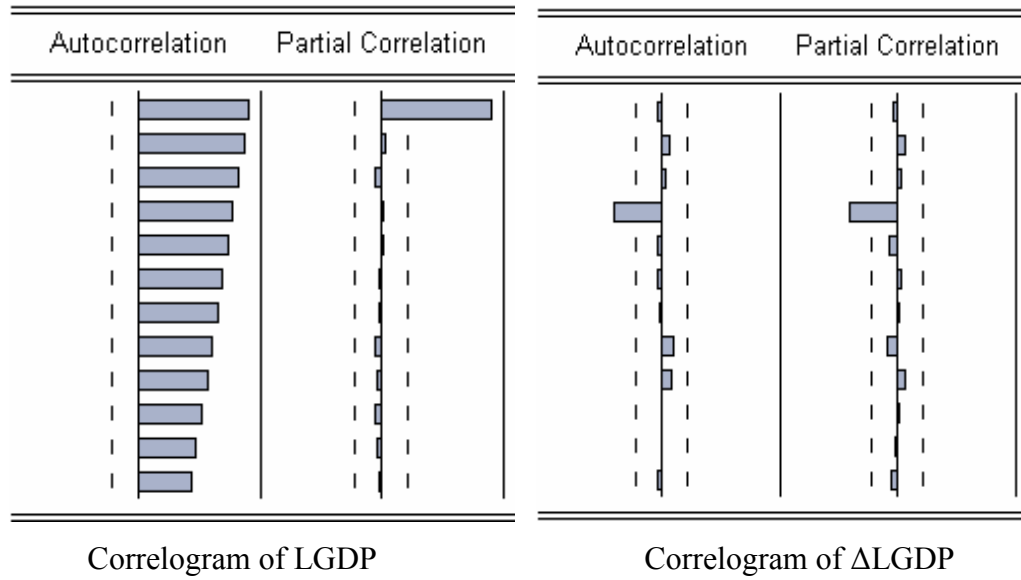 Autocorrelation Partial Correlation
Autocorrelation Partial Correlation
Correlogram of LGDP
Correlogram of ΔLGDP